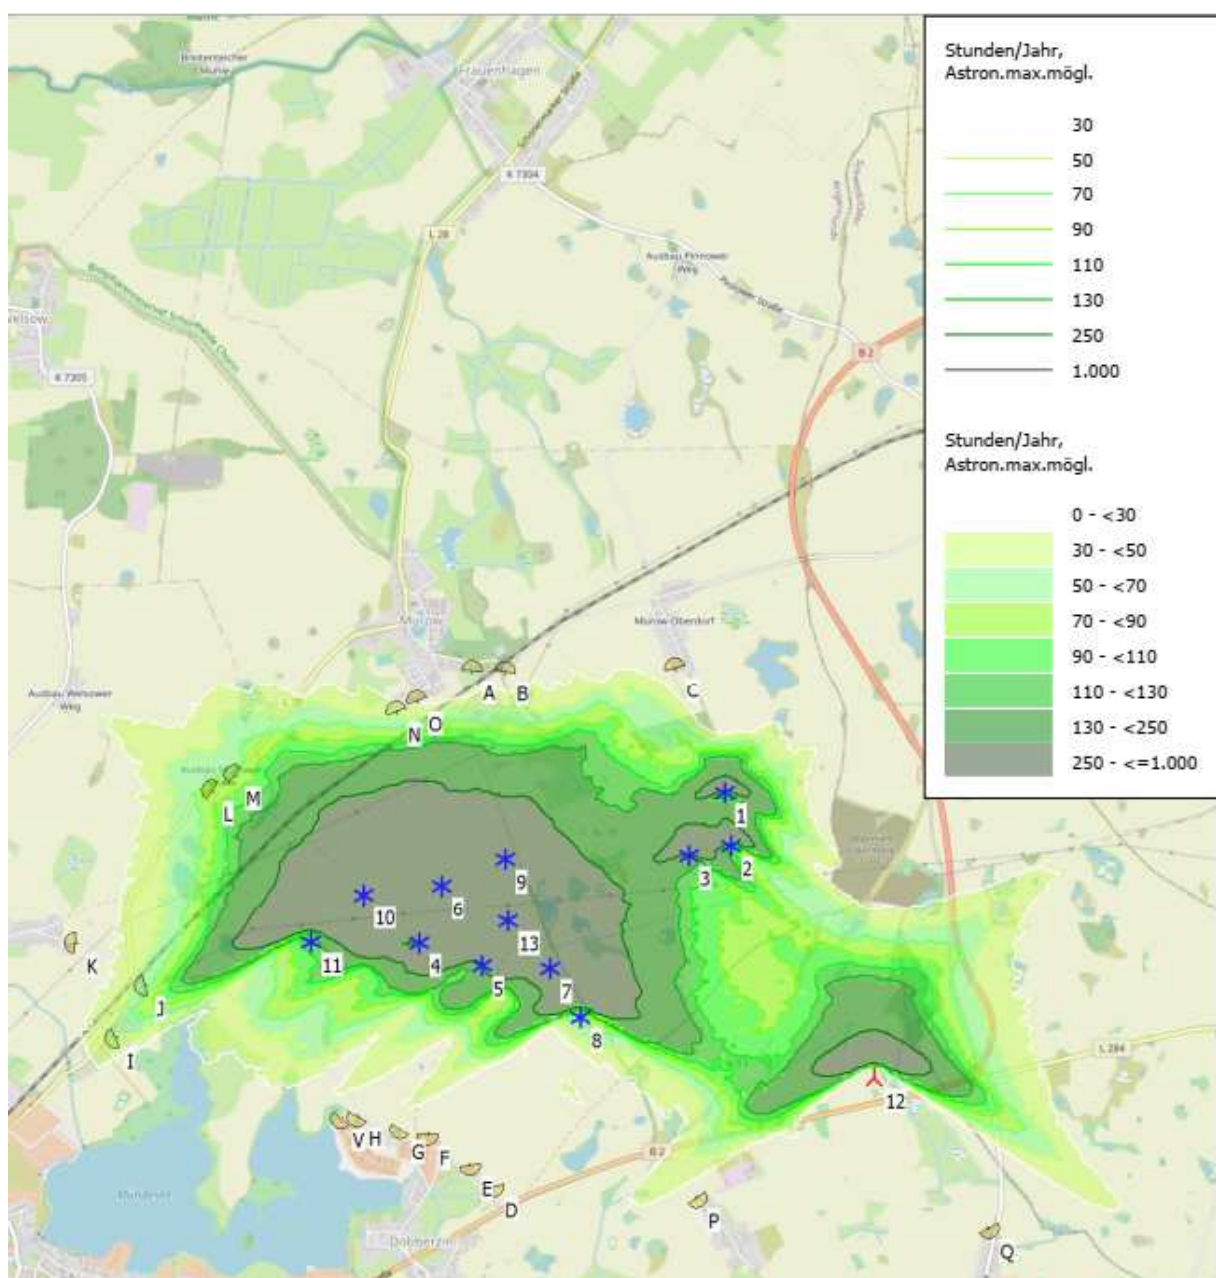 Frauenhagen
Stunden/Jahr,
Astron.max.mögl.
30
50
70
90
110
130
250
1.000
K 7304
L 28
Ausbau Pinnower
Weg
B 2
K 7305
Stunden/Jahr,
Astron.max.mögl.
0 - <30
30 - <50
50 - <70
70 - <90
90 - <110
110 - <130
130 - <250
250 - <=1.000
Mürow
Mürow-Oberdorf
Ausbau Welsower
Weg
A
B
C
O
N
M
L
1
2
3
9
6
10
13
11
4
5
7
8
K
J
I
L 284
12
V
H
G
F
E
D
B 2
P
Q
Mündesee
Dobberzin